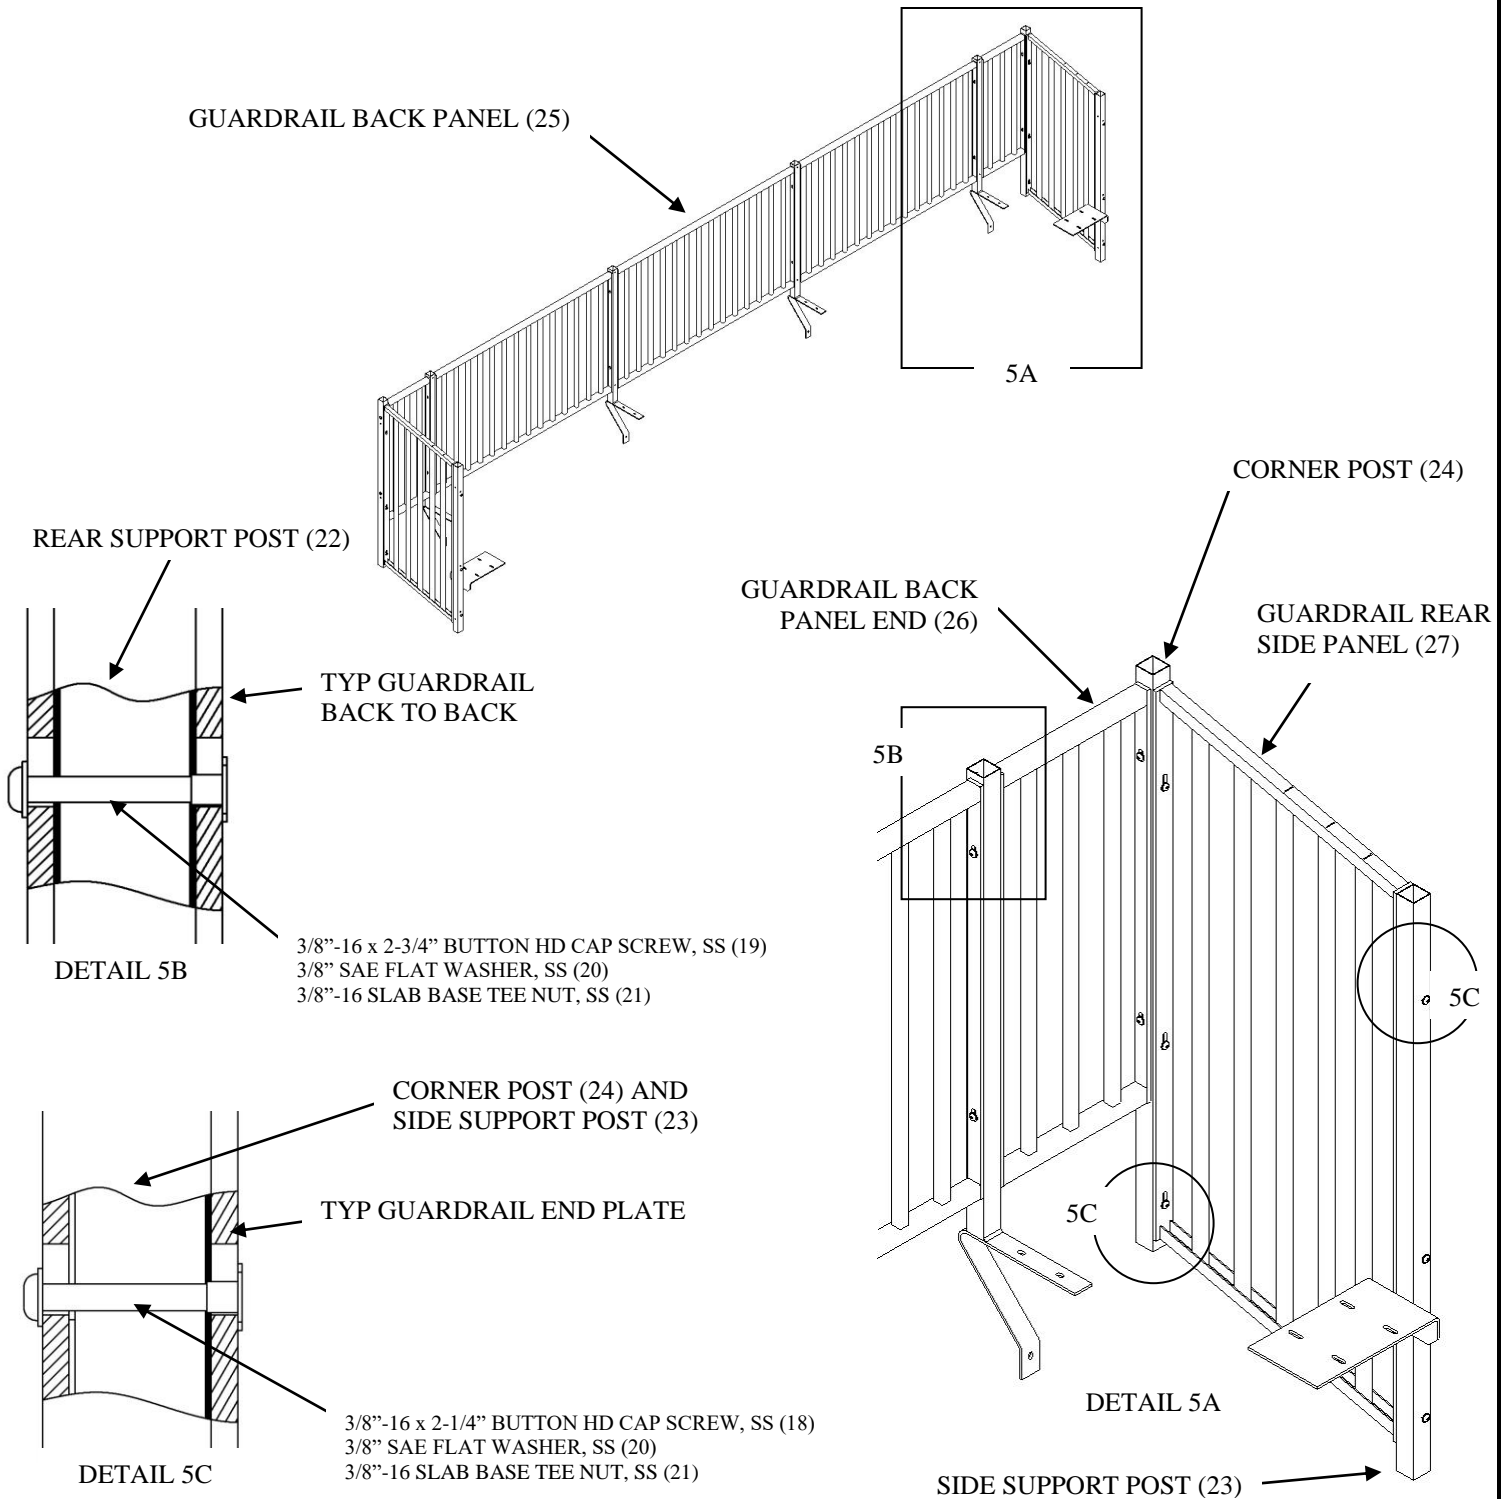 GUARDRAIL BACK PANEL (25)
5A
CORNER POST (24)
REAR SUPPORT POST (22)
GUARDRAIL BACK
PANEL END (26)
GUARDRAIL REAR
SIDE PANEL (27)
TYP GUARDRAIL
BACK TO BACK
5B
3/8”-16 x 2-3/4” BUTTON HD CAP SCREW, SS (19)
3/8” SAE FLAT WASHER, SS (20)
3/8”-16 SLAB BASE TEE NUT, SS (21)
DETAIL 5B
5C
CORNER POST (24) AND
SIDE SUPPORT POST (23)
TYP GUARDRAIL END PLATE
5C
DETAIL 5A
3/8”-16 x 2-1/4” BUTTON HD CAP SCREW, SS (18)
3/8” SAE FLAT WASHER, SS (20)
3/8”-16 SLAB BASE TEE NUT, SS (21)
DETAIL 5C
SIDE SUPPORT POST (23)